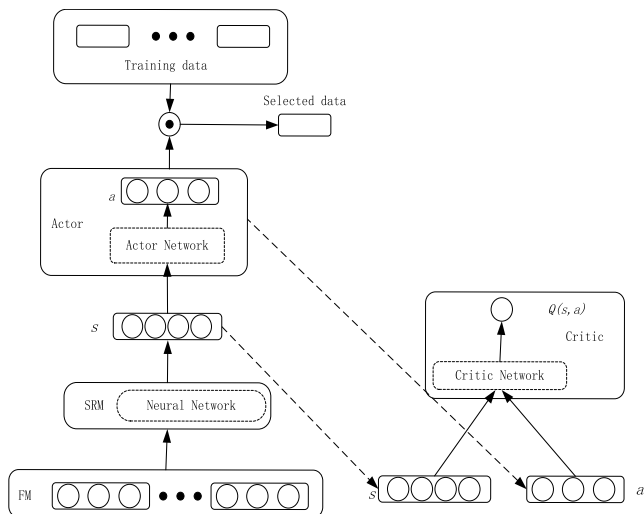 Training data
Selected data
a
Actor
Actor Network
s
Q(s,a)
Critic
Critic Network
SRM
Neural Network
FM
s
a